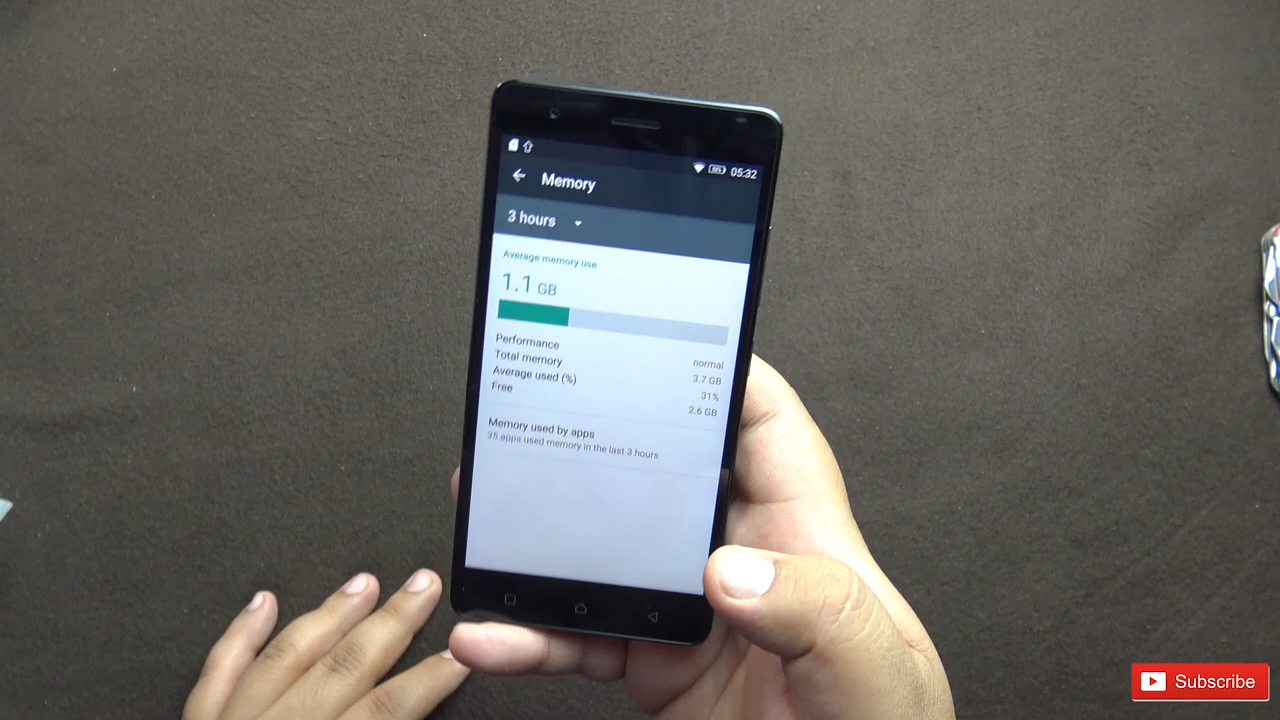 05:32
Memory
3 hours
Average memory use
1.1 GB
Performance normal
Total memory 3.7 GB
Average used (%) 31%
Free 2.6 GB
Memory used by apps
35 apps used memory in the last 3 hours
Subscribe